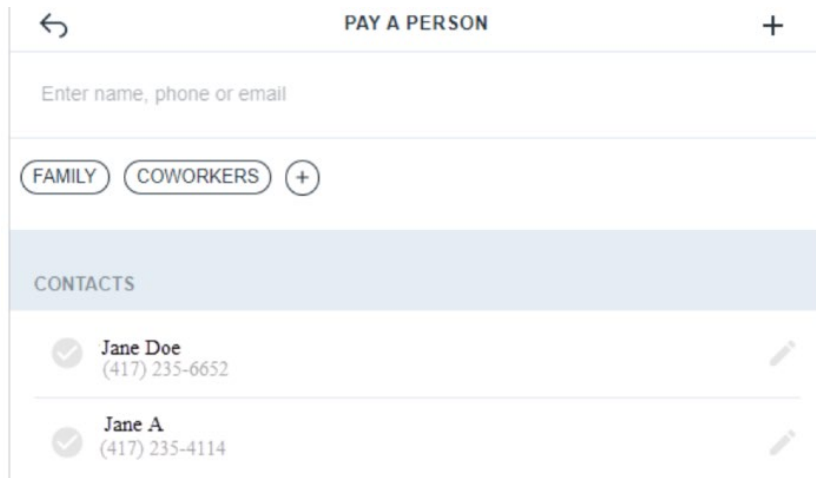 PAY A PERSON
Enter name, phone or email
FAMILY COWORKERS +
CONTACTS
Jane Doe
(417) 235-6652
Jane A
(417) 235-4114